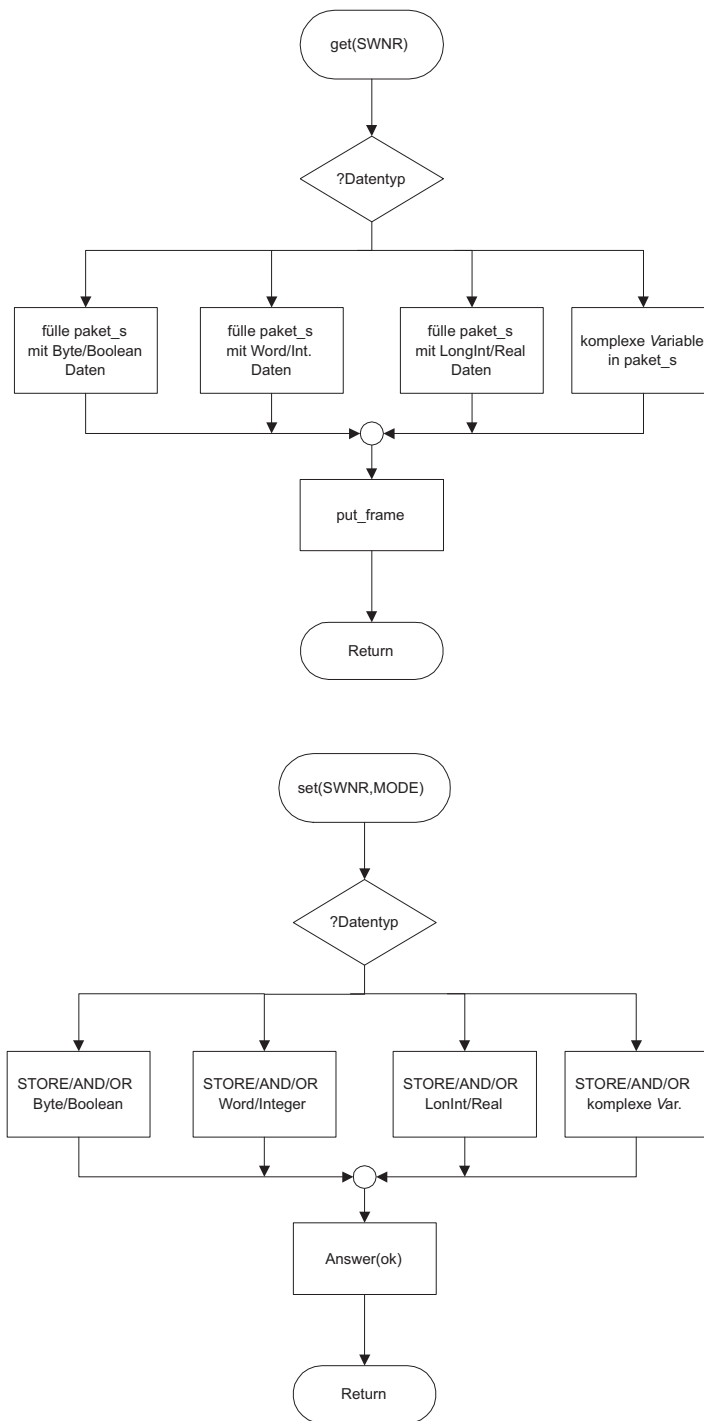 get(SWNR)
?Datentyp
fülle paket_s
mit Byte/Boolean
Daten
fülle paket_s
mit Word/Int.
Daten
fülle paket_s
mit LongInt/Real
Daten
komplexe Variable
in paket_s
put_frame
Return
set(SWNR,MODE)
?Datentyp
STORE/AND/OR
Byte/Boolean
STORE/AND/OR
Word/Integer
STORE/AND/OR
LonInt/Real
STORE/AND/OR
komplexe Var.
Answer(ok)
Return